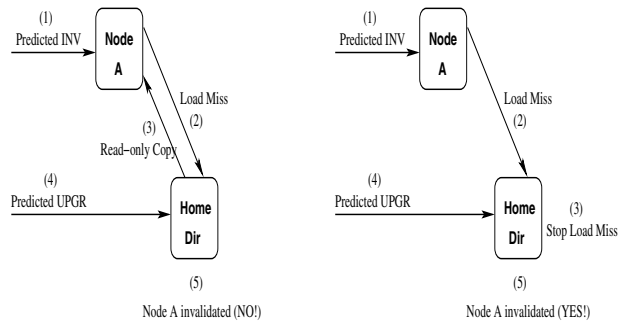 (1)
Predicted INV
Node
A
Load Miss
(2)
(3)
Read-only Copy
(4)
Predicted UPGR
Home
Dir
(5)
Node A invalidated (NO!)
(1)
Predicted INV
Node
A
Load Miss
(2)
(4)
Predicted UPGR
Home
Dir
(3)
Stop Load Miss
(5)
Node A invalidated (YES!)